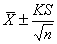 X̄ ± KS/√n